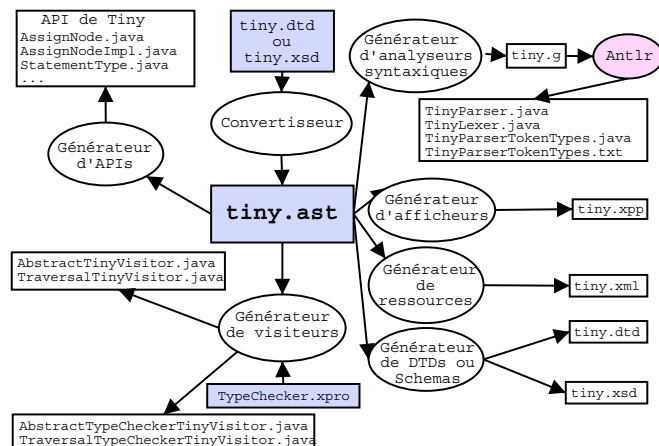 API de Tiny
AssignNode.java
AssignNodeImpl.java
StatementType.java
...
tiny.dtd
ou
tiny.xsd
Générateur
d'analyseurs
syntaxiques
tiny.g
Antlr
Convertisseur
TinyParser.java
TinyLexer.java
TinyParserTokenTypes.java
TinyParserTokenTypes.txt
Générateur
d'APIs
tiny.ast
Générateur
d'afficheurs
tiny.xpp
AbstractTinyVisitor.java
TraversalTinyVisitor.java
Générateur
de
ressources
tiny.xml
Générateur
de visiteurs
Générateur
de DTDs ou
Schemas
tiny.dtd
tiny.xsd
TypeChecker.xpro
AbstractTypeCheckerTinyVisitor.java
TraversalTypeCheckerTinyVisitor.java